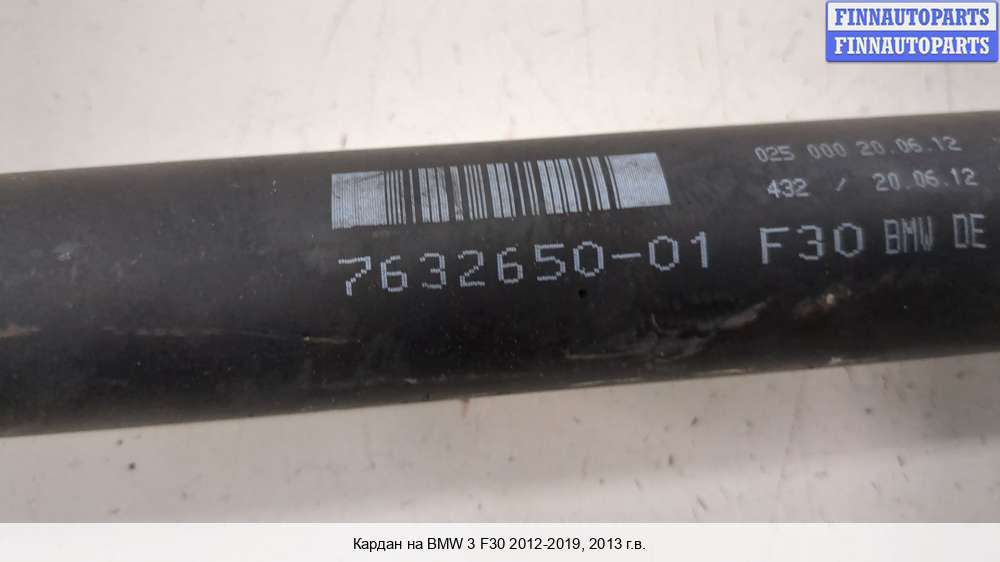 FINNAUTOPARTS
FINNAUTOPARTS
025 000 20.06.12
432 / 20.06.12
7632650-01 F30 BMW DE
Кардан на BMW 3 F30 2012-2019, 2013 г.в.